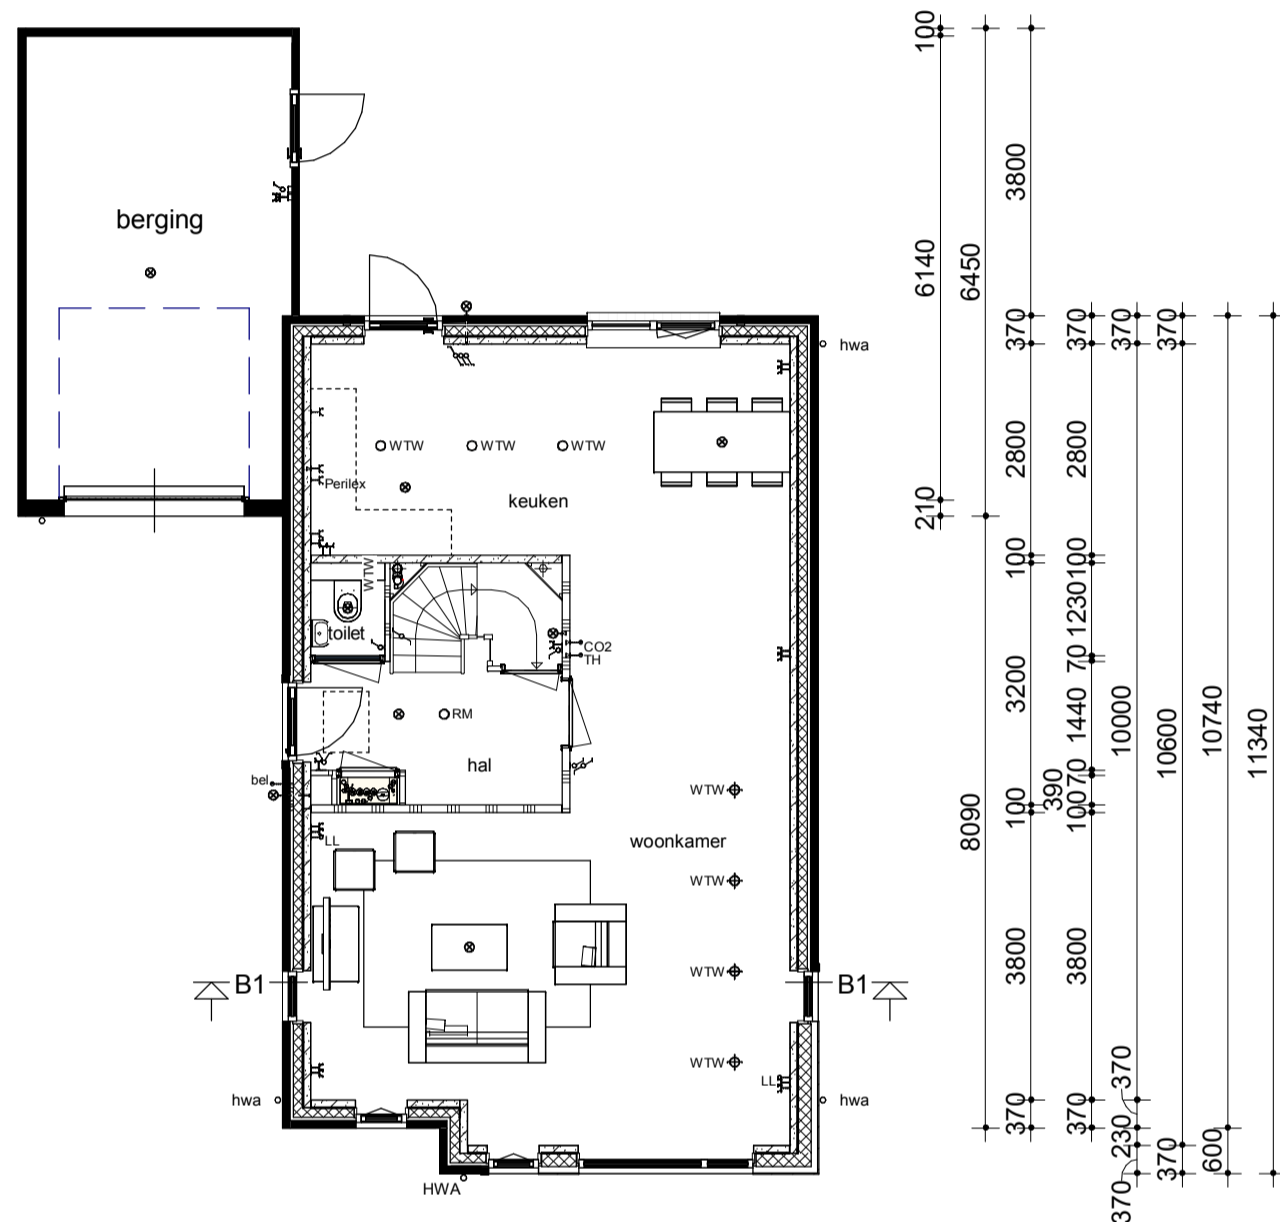 berging
hwa
WTW
WTW
WTW
Perilex
keuken
WTW
toilet
CO2
TH
RM
hal
bel
WTW
LL
woonkamer
WTW
B1
WTW
B1
WTW
LL
hwa
hwa
HWA
100
6140
210
6450
8090
3800
370
2800
100
3200
100
3800
370
390
370
2800
100
1230
70
1440
70
100
3800
370
370
10000
370
230
370
370
10600
370
10740
600
11340